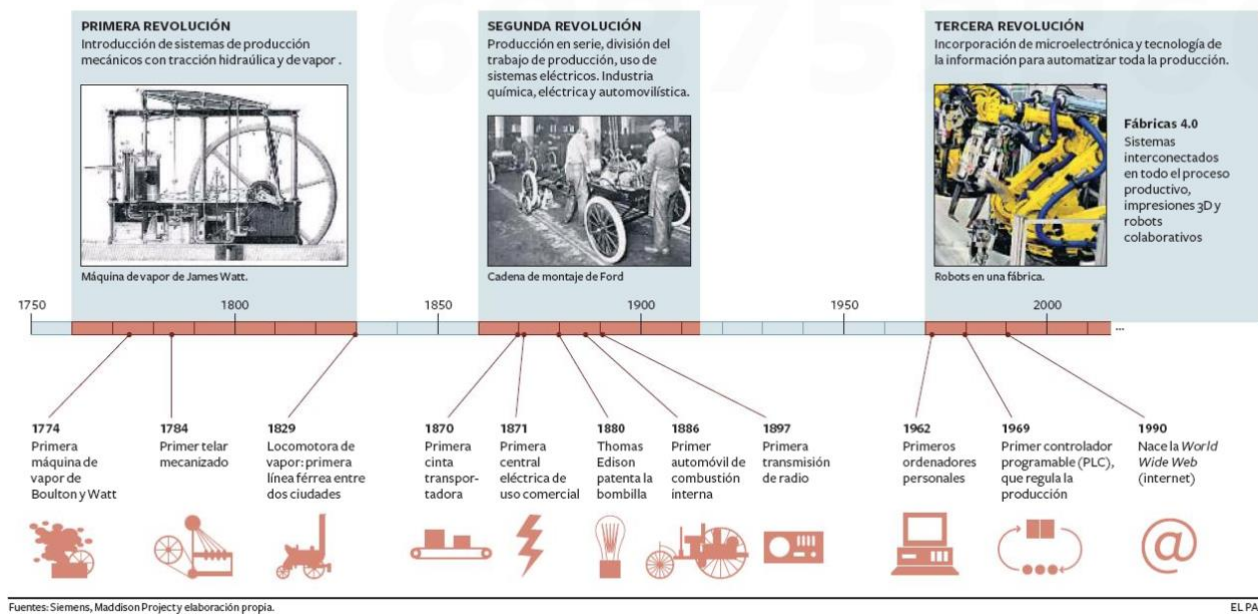 PRIMERA REVOLUCIÓN
Introducción de sistemas de producción
mecánicos con tracción hidraúlica y de vapor .
Máquina de vapor de James Watt.
SEGUNDA REVOLUCIÓN
Producción en serie, división del
trabajo de producción, uso de
sistemas eléctricos. Industria
química, eléctrica y automovilística.
Cadena de montaje de Ford
TERCERA REVOLUCIÓN
Incorporación de microelectrónica y tecnología de
la información para automatizar toda la producción.
Robots en una fábrica.
Fábricas 4.0
Sistemas
interconectados
en todo el proceso
productivo,
impresiones 3D y
robots
colaborativos
1750
1800
1850
1900
1950
2000
...
1774
Primera
máquina de
vapor de
Boulton y Watt
1784
Primer telar
mecanizado
1829
Locomotora de
vapor: primera
línea férrea entre
dos ciudades
1870
Primera
cinta
transpor-
tadora
1871
Primera
central
eléctrica de
uso comercial
1880
Thomas
Edison
patenta la
bombilla
1886
Primer
automóvil de
combustión
interna
1897
Primera
transmisión
de radio
1962
Primeros
ordenadores
personales
1969
Primer controlador
programable (PLC),
que regula la
producción
1990
Nace la World
Wide Web
(internet)
@
Fuentes: Siemens, Maddison Project y elaboración propia.
EL PA